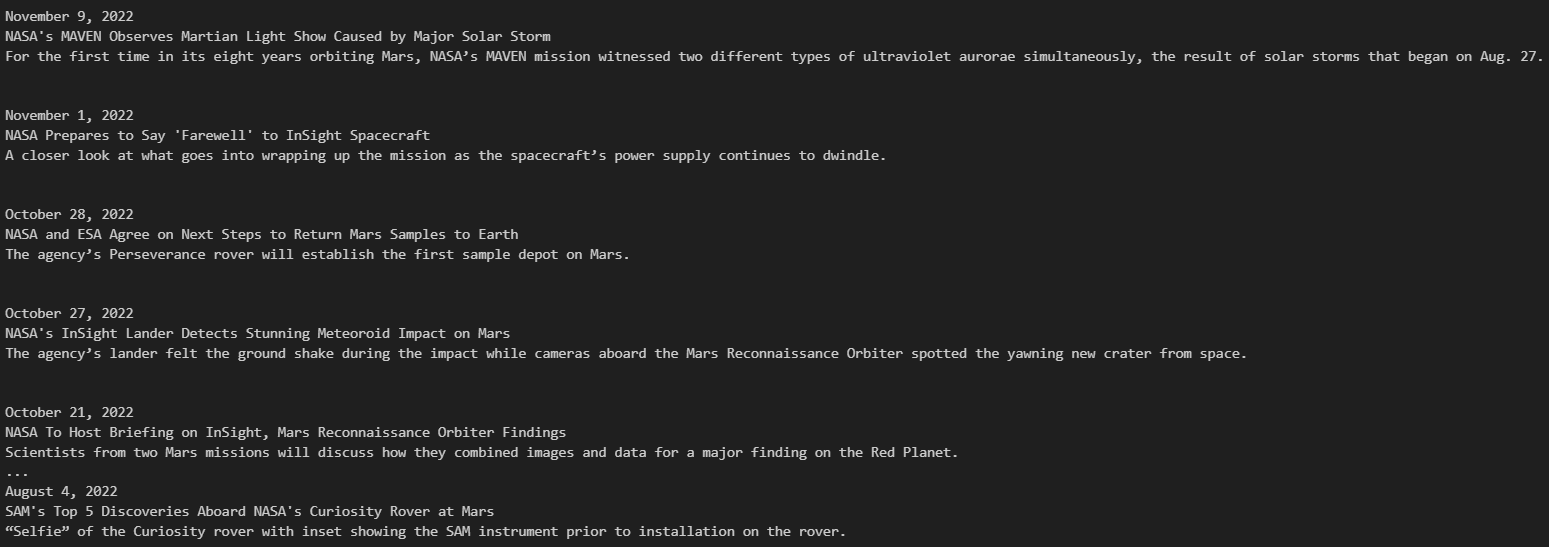 November 9, 2022
NASA's MAVEN Observes Martian Light Show Caused by Major Solar Storm
For the first time in its eight years orbiting Mars, NASA’s MAVEN mission witnessed two different types of ultraviolet aurorae simultaneously, the result of solar storms that began on Aug. 27.
November 1, 2022
NASA Prepares to Say 'Farewell' to InSight Spacecraft
A closer look at what goes into wrapping up the mission as the spacecraft’s power supply continues to dwindle.
October 28, 2022
NASA and ESA Agree on Next Steps to Return Mars Samples to Earth
The agency’s Perseverance rover will establish the first sample depot on Mars.
October 27, 2022
NASA's InSight Lander Detects Stunning Meteoroid Impact on Mars
The agency’s lander felt the ground shake during the impact while cameras aboard the Mars Reconnaissance Orbiter spotted the yawning new crater from space.
October 21, 2022
NASA To Host Briefing on InSight, Mars Reconnaissance Orbiter Findings
Scientists from two Mars missions will discuss how they combined images and data for a major finding on the Red Planet.
...
August 4, 2022
SAM's Top 5 Discoveries Aboard NASA's Curiosity Rover at Mars
“Selfie” of the Curiosity rover with inset showing the SAM instrument prior to installation on the rover.